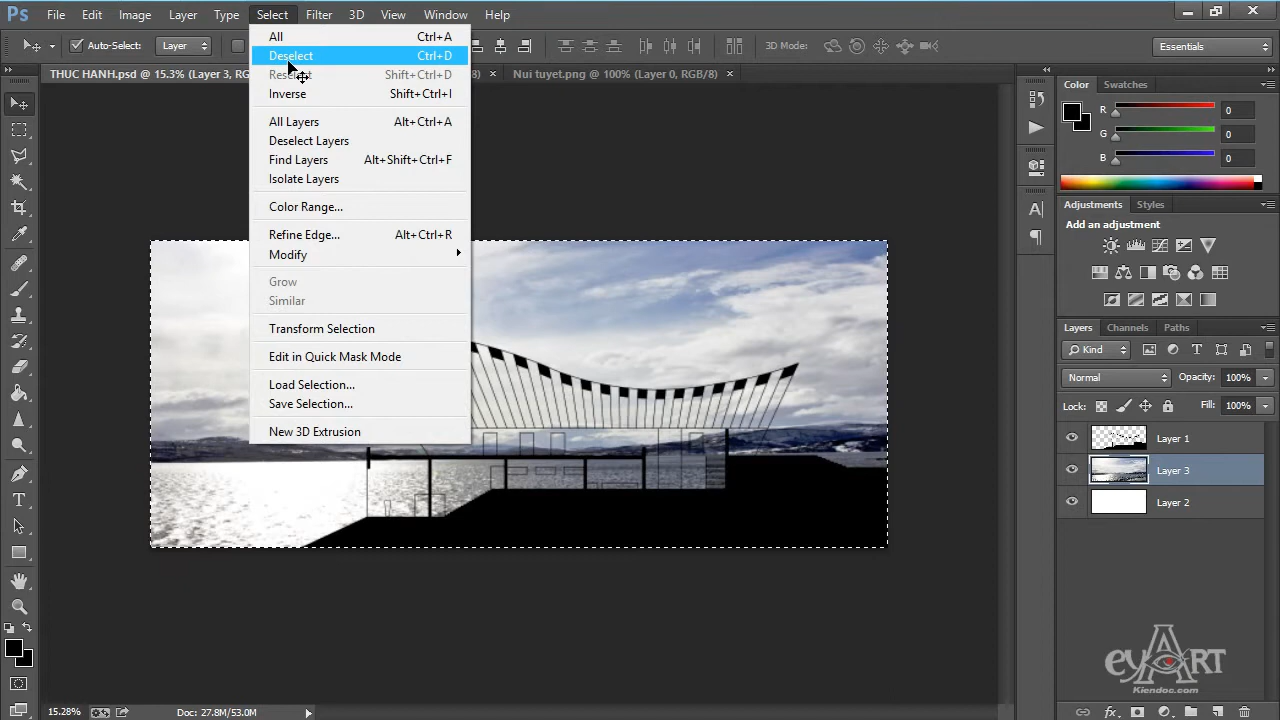 Ps File Edit Image Layer Type Select Filter 3D View Window Help
Auto-Select: Layer 3D Mode: Essentials
THUC HANH.psd @ 15.3% (Layer 3, RG /8) × Nui tuyet.png @ 100% (Layer 0, RGB/8) ×
All Ctrl+A
Deselect Ctrl+D
Reselect Shift+Ctrl+D
Inverse Shift+Ctrl+I
All Layers Alt+Ctrl+A
Deselect Layers
Find Layers Alt+Shift+Ctrl+F
Isolate Layers
Color Range...
Refine Edge... Alt+Ctrl+R
Modify
Grow
Similar
Transform Selection
Edit in Quick Mask Mode
Load Selection...
Save Selection...
New 3D Extrusion
Color Swatches
R 0
G 0
B 0
Adjustments Styles
Add an adjustment
Layers Channels Paths
Kind
Normal Opacity: 100%
Lock: Fill: 100%
Layer 1
Layer 3
Layer 2
eyART
Kiendoc.com
15.28% Doc: 27.8M/53.0M